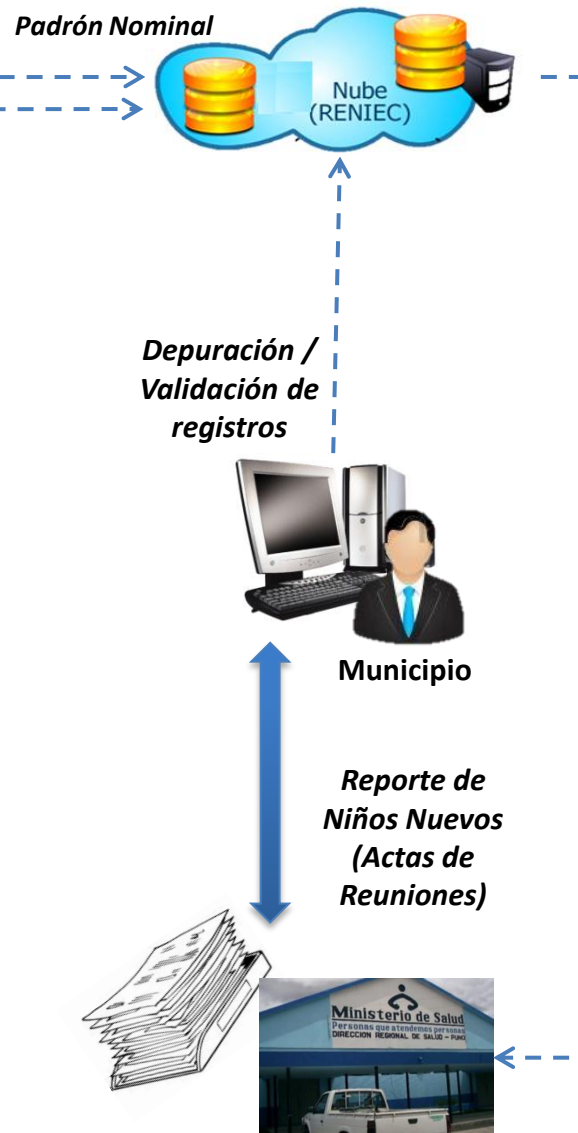 Padrón Nominal
Nube
(RENIEC)
Depuración /
Validación de
registros
Municipio
Reporte de
Niños Nuevos
(Actas de
Reuniones)
Ministerio de Salud
Personas que atendemos personas
DIRECCION REGIONAL DE SALUD - PUNO